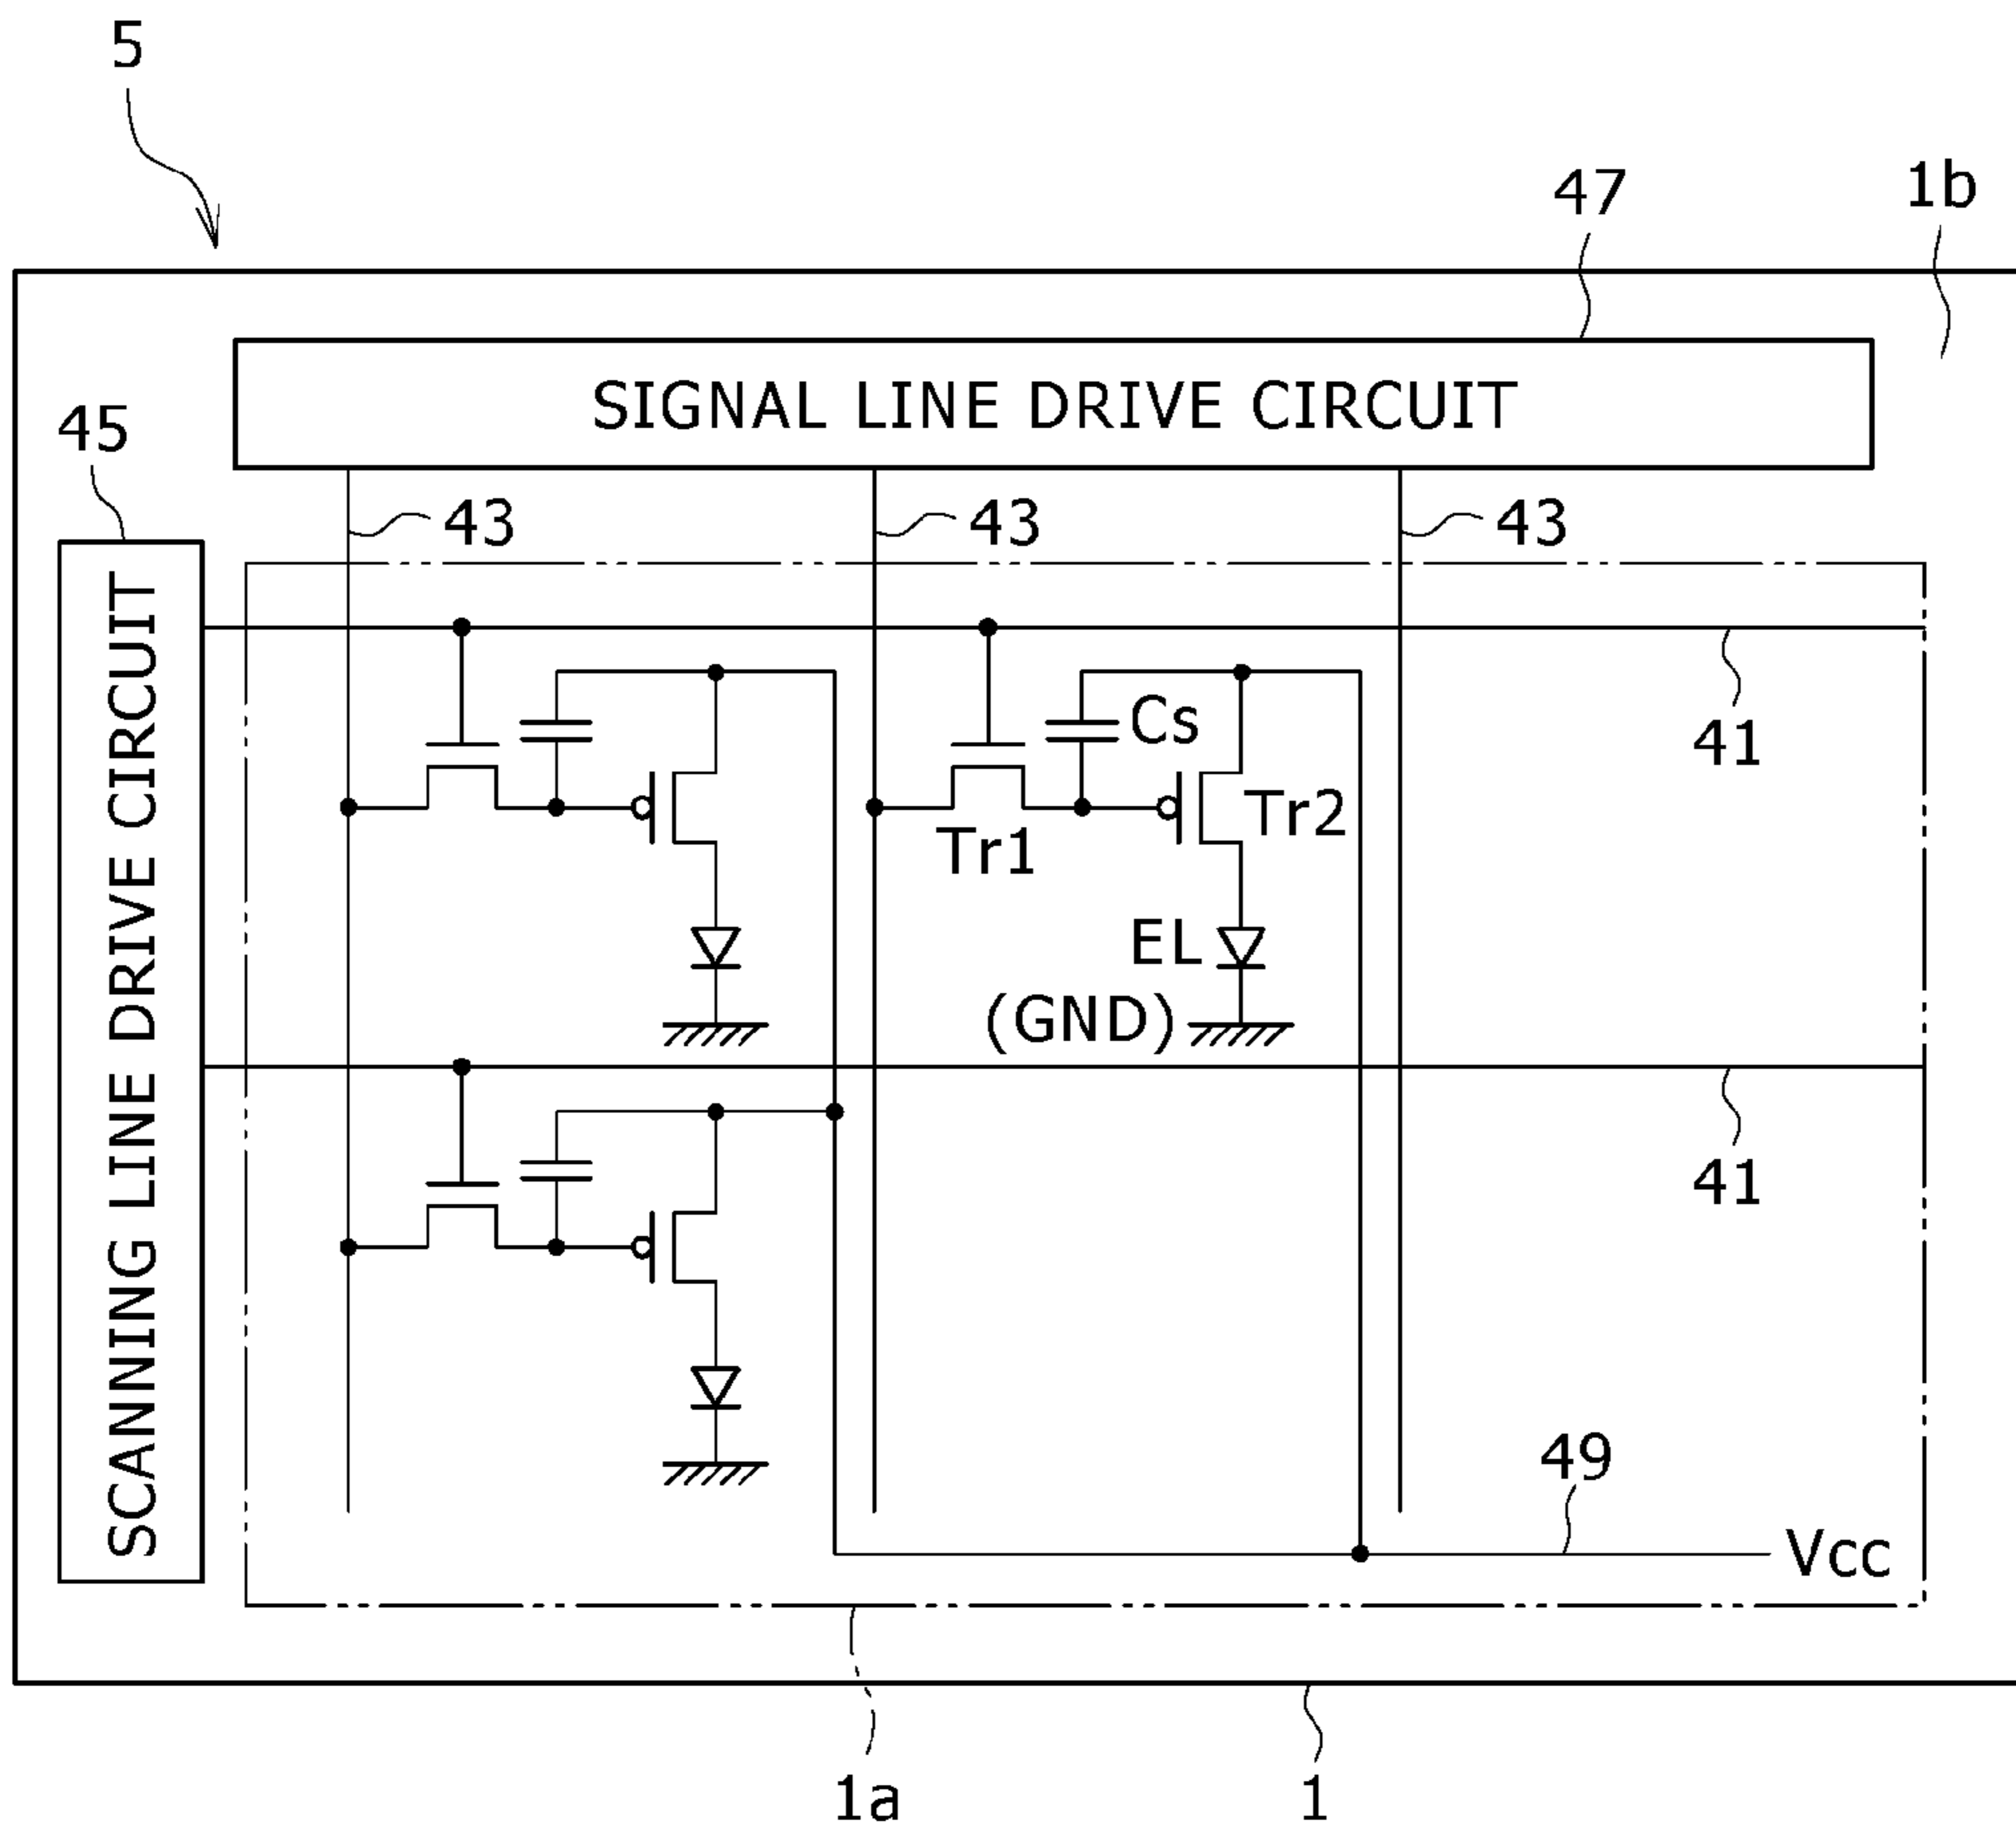 5
47
1b
SIGNAL LINE DRIVE CIRCUIT
45
43
43
43
SCANNING LINE DRIVE CIRCUIT
41
Cs
Tr2
Tr1
EL
(GND)
41
49
Vcc
1a
1